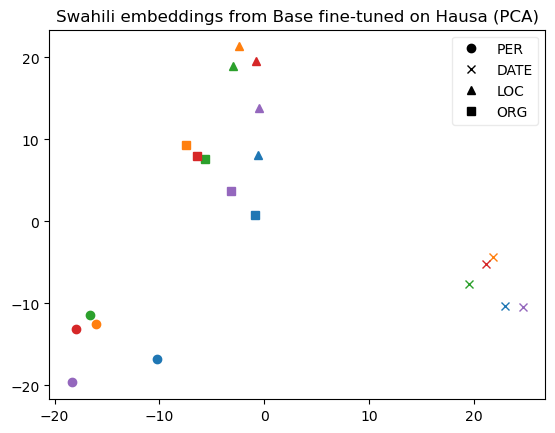 Swahili embeddings from Base fine-tuned on Hausa (PCA)
PER
DATE
LOC
ORG
20
10
0
−10
−20
−20
−10
0
10
20